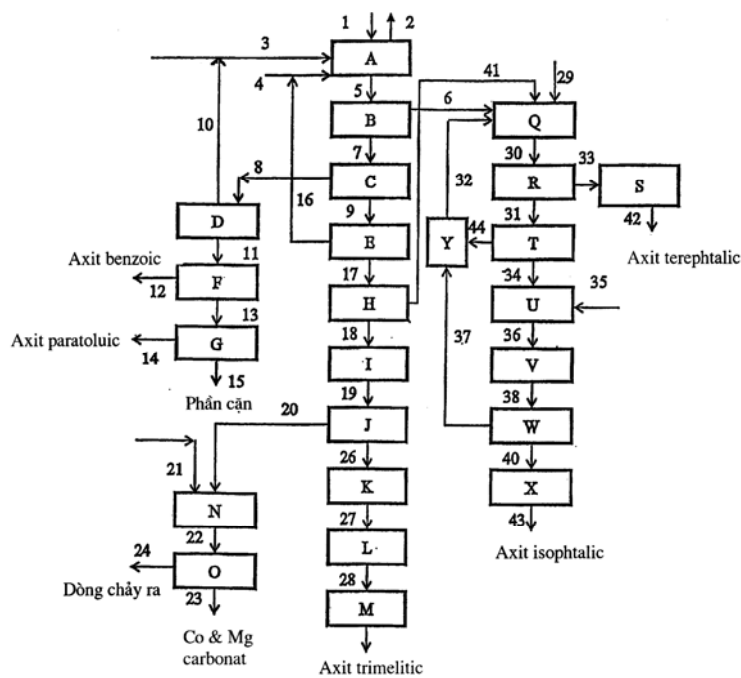 1 2
3
A
4
41
5
29
B
6
Q
10
7
30
33
8
C
32
R
S
16
9
31
42
D
44
E
Y
T
Axit terephtalic
11
17
34
35
Axit benzoic
F
H
U
12
13
18
37
36
Axit paratoluic
G
I
V
14
15
19
38
Phần cặn
20
J
W
21
26
40
N
K
X
22
27
43
24
O
L
Axit isophtalic
Dòng chảy ra
23
28
M
Co & Mg
carbonat
Axit trimelitic